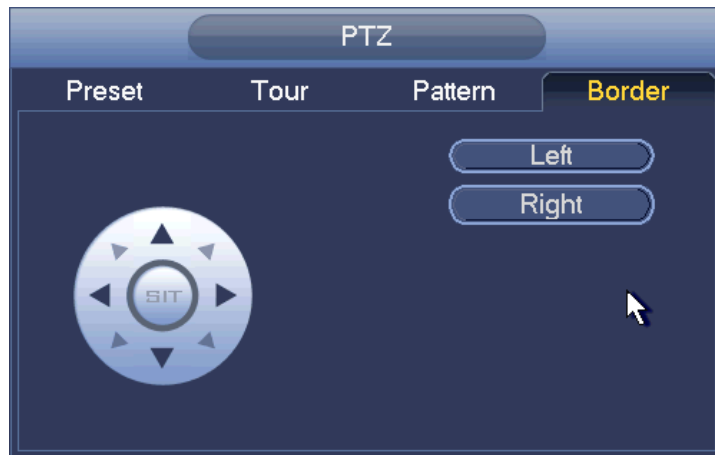 PTZ
Preset Tour Pattern Border
Left
Right
SIT